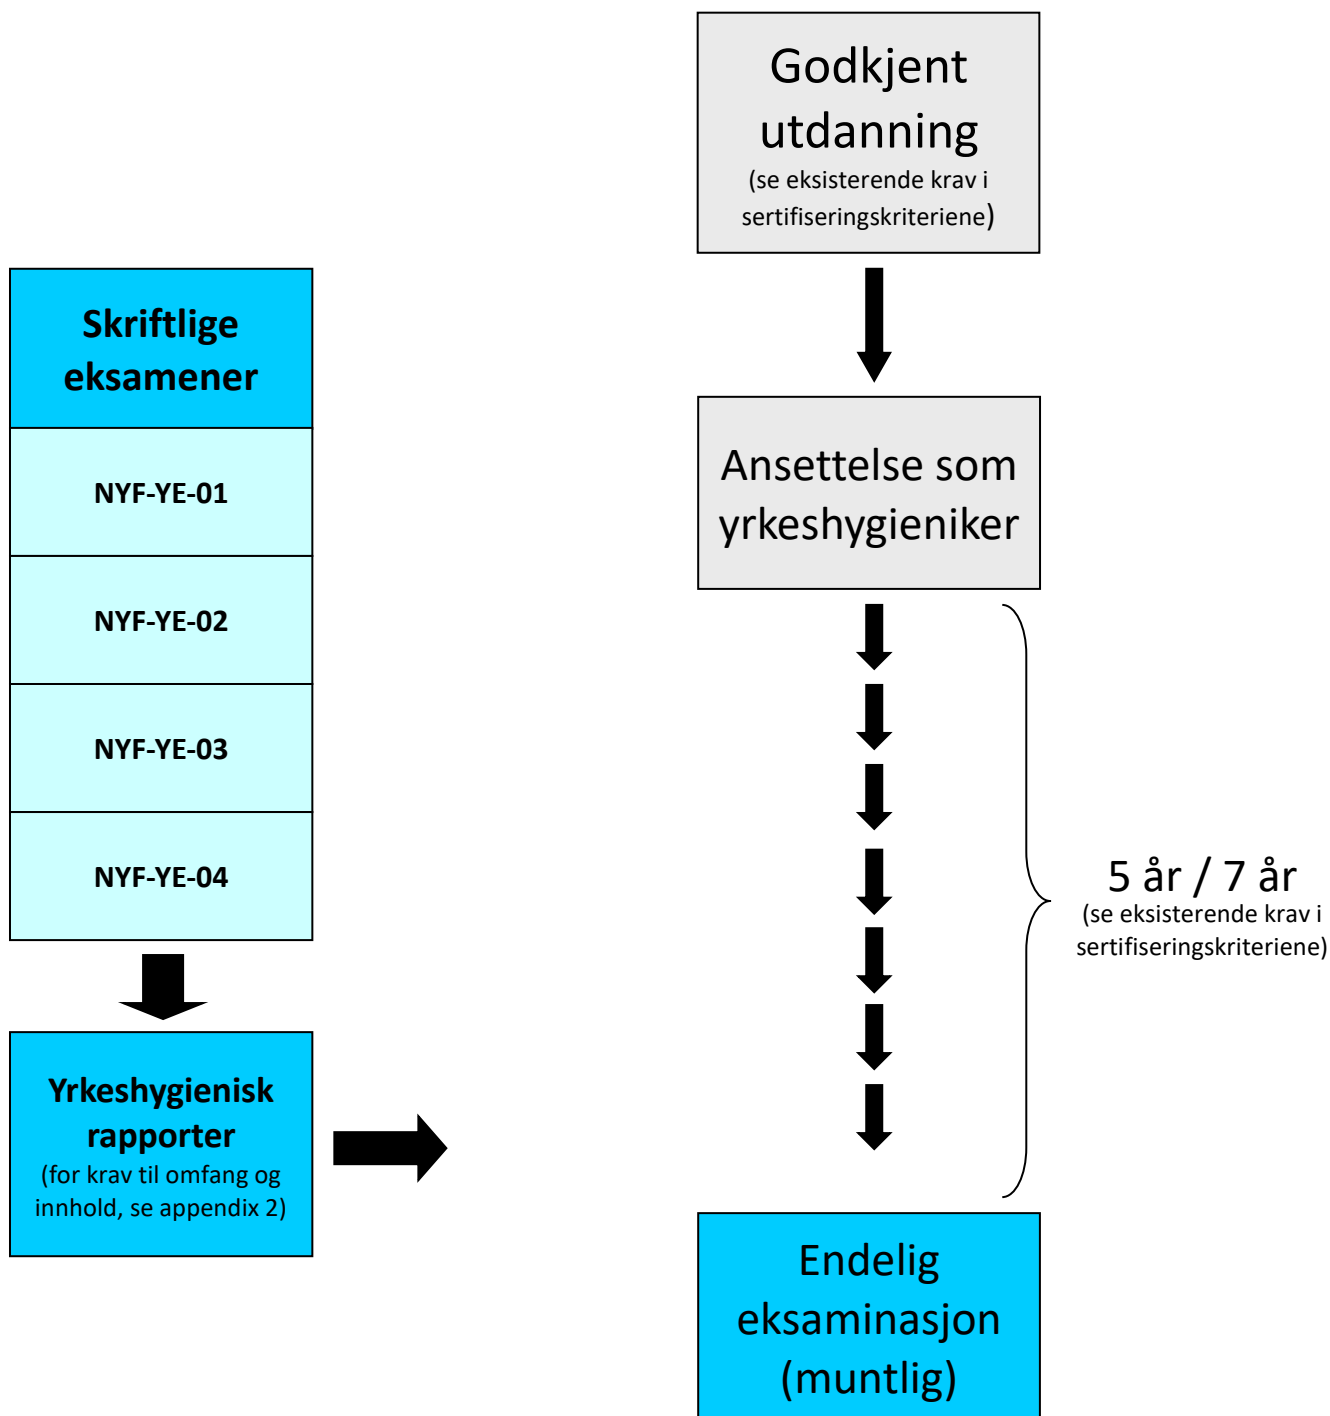 Godkjent
utdanning
(se eksisterende krav i
sertifiseringskriteriene)
Skriftlige
eksamener
NYF-YE-01
NYF-YE-02
NYF-YE-03
NYF-YE-04
Yrkeshygienisk
rapporter
(for krav til omfang og
innhold, se appendix 2)
Ansettelse som
yrkeshygieniker
5 år / 7 år
(se eksisterende krav i
sertifiseringskriteriene)
Endelig
eksaminasjon
(muntlig)